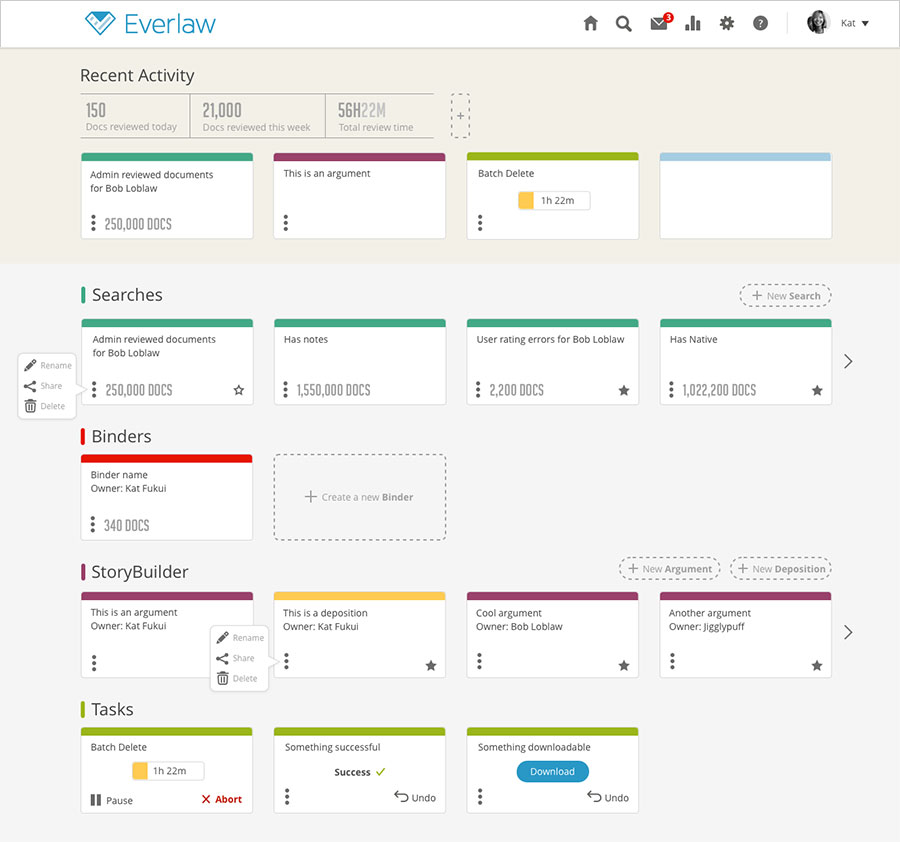 Everlaw
3
?
Kat
Recent Activity
150
Docs reviewed today
21,000
Docs reviewed this week
56H22M
Total review time
+
Admin reviewed documents
for Bob Loblaw
250,000 DOCS
This is an argument
Batch Delete
1h 22m
Searches
+ New Search
Admin reviewed documents
for Bob Loblaw
250,000 DOCS
Has notes
1,550,000 DOCS
User rating errors for Bob Loblaw
2,200 DOCS
Has Native
1,022,200 DOCS
Rename
Share
Delete
Binders
Binder name
Owner: Kat Fukui
340 DOCS
+ Create a new Binder
StoryBuilder
+ New Argument
+ New Deposition
This is an argument
Owner: Kat Fukui
This is a deposition
Owner: Kat Fukui
Cool argument
Owner: Bob Loblaw
Another argument
Owner: Jigglypuff
Rename
Share
Delete
Tasks
Batch Delete
1h 22m
Pause
Abort
Something successful
Success
Undo
Something downloadable
Download
Undo